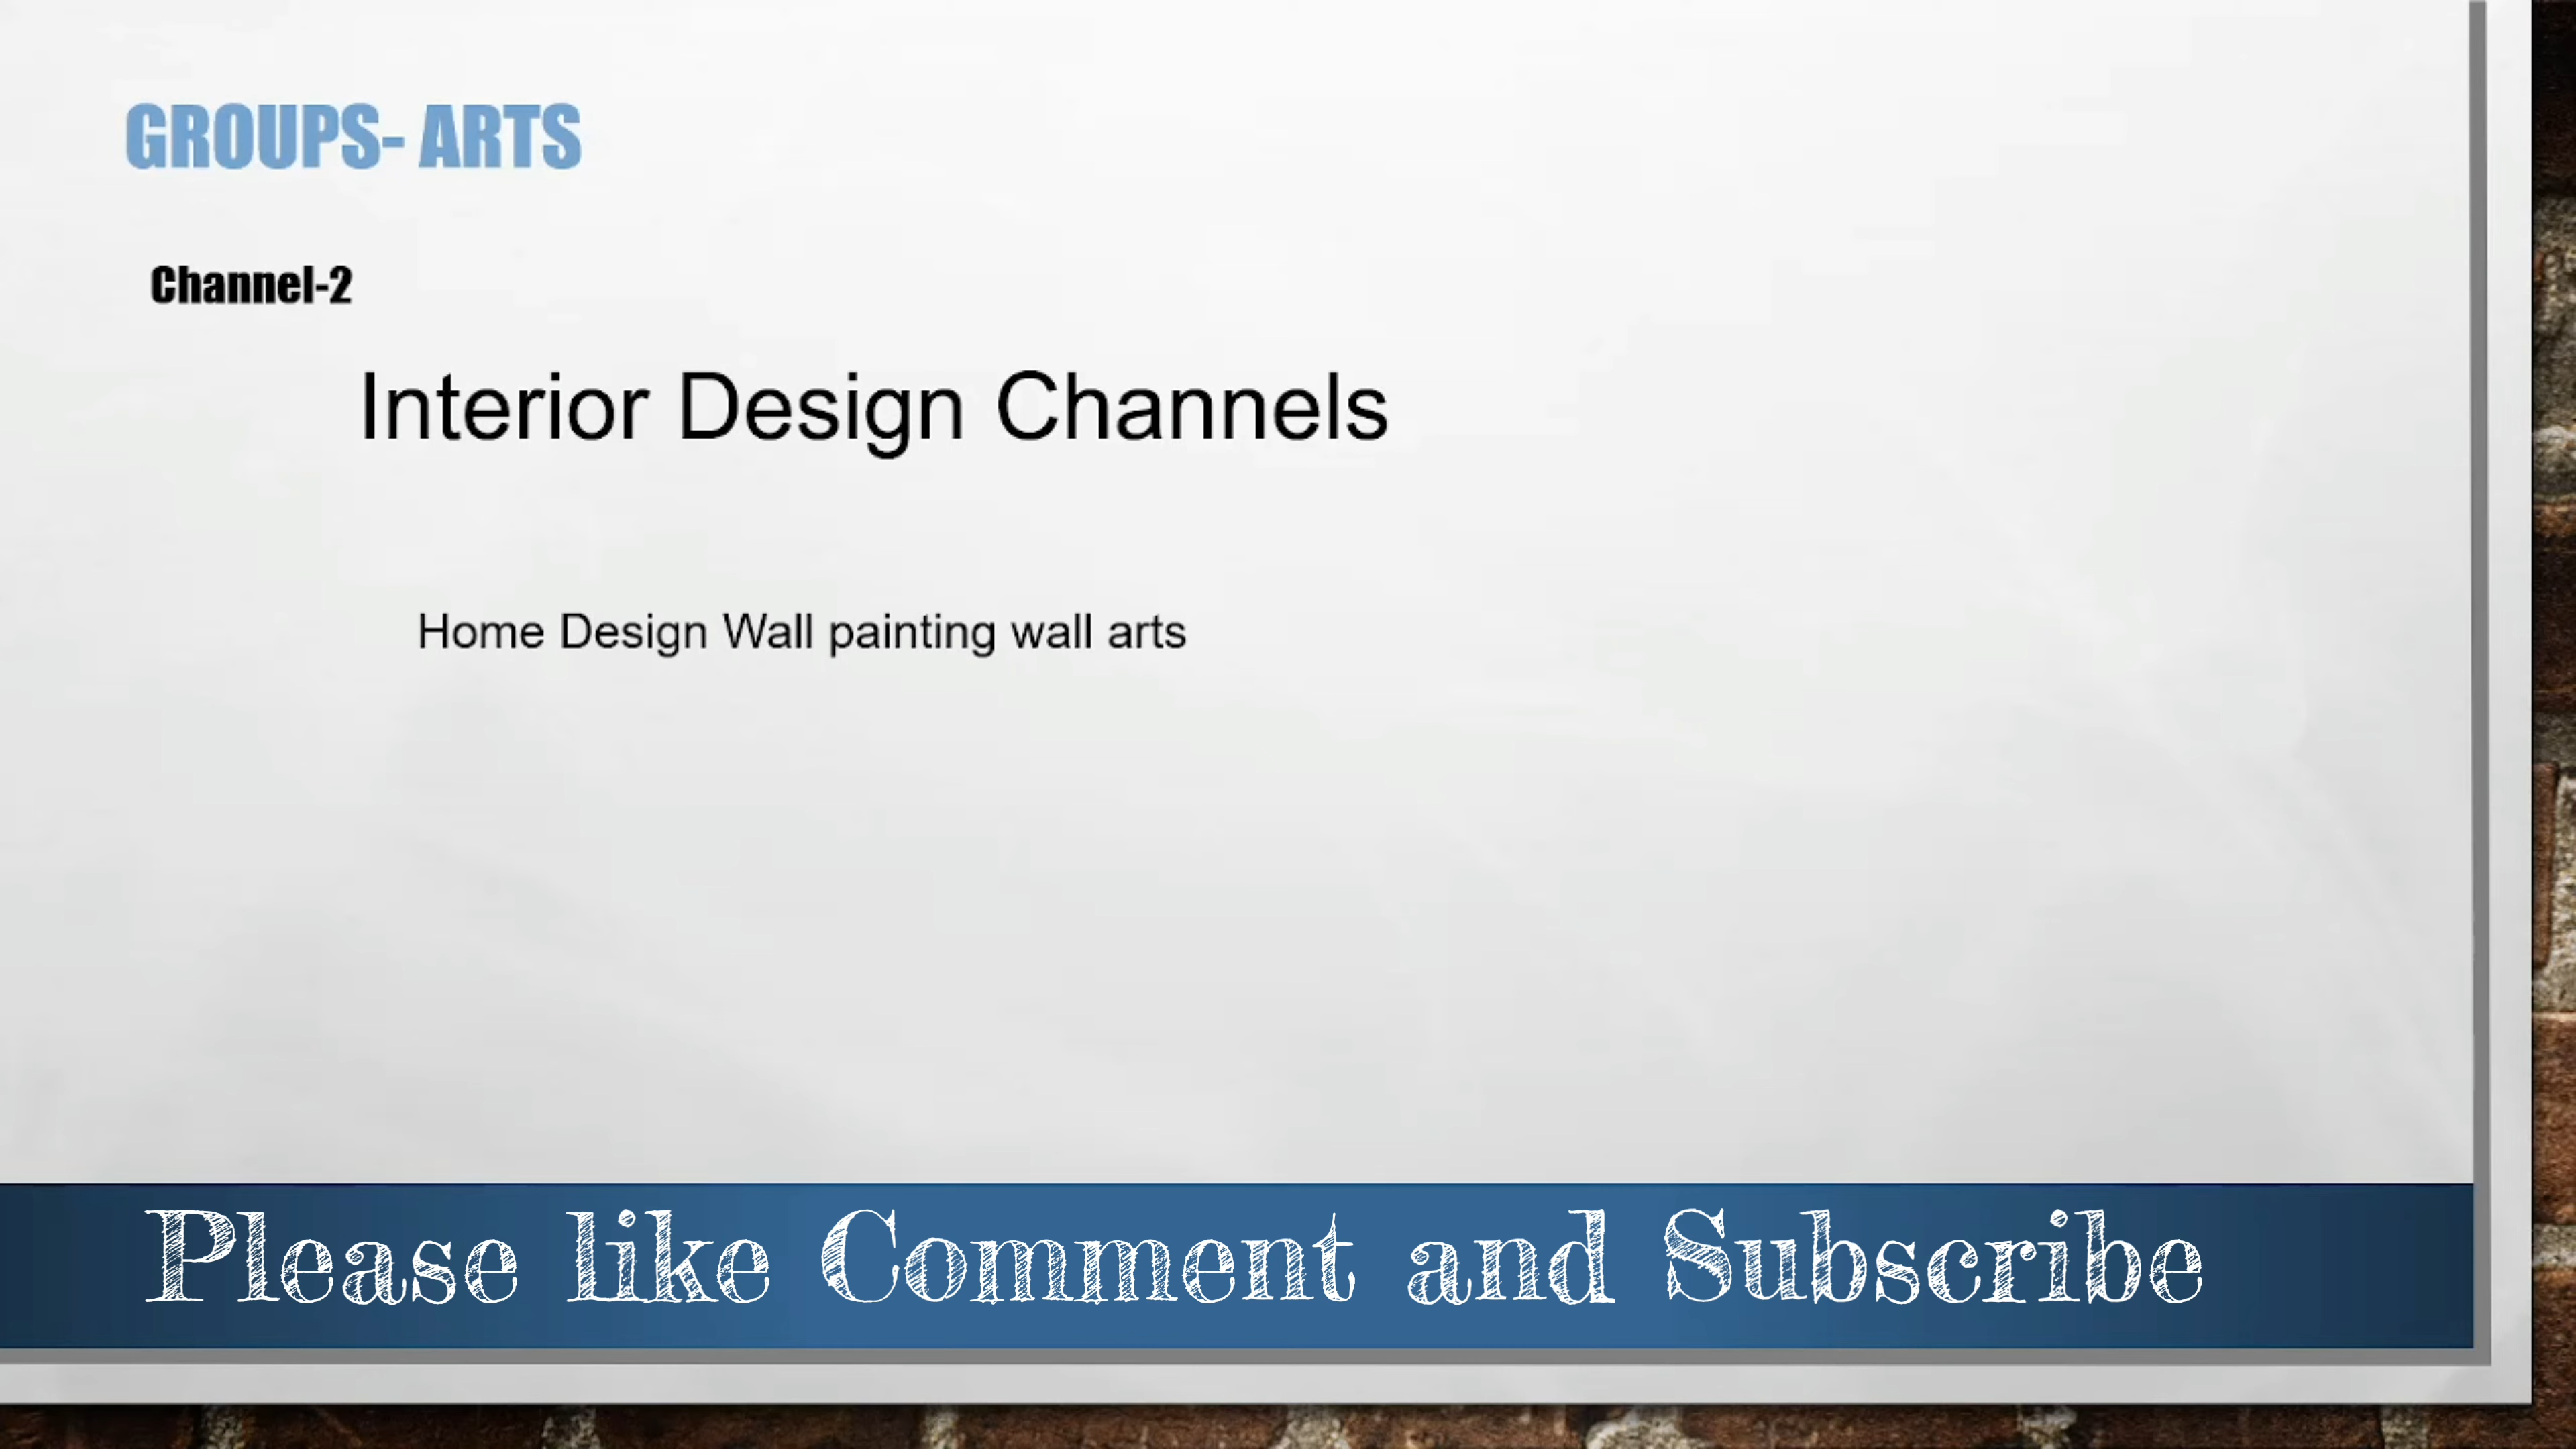 GROUPS- ARTS
Channel-2
Interior Design Channels
Home Design Wall painting wall arts
Please like Comment and Subscribe